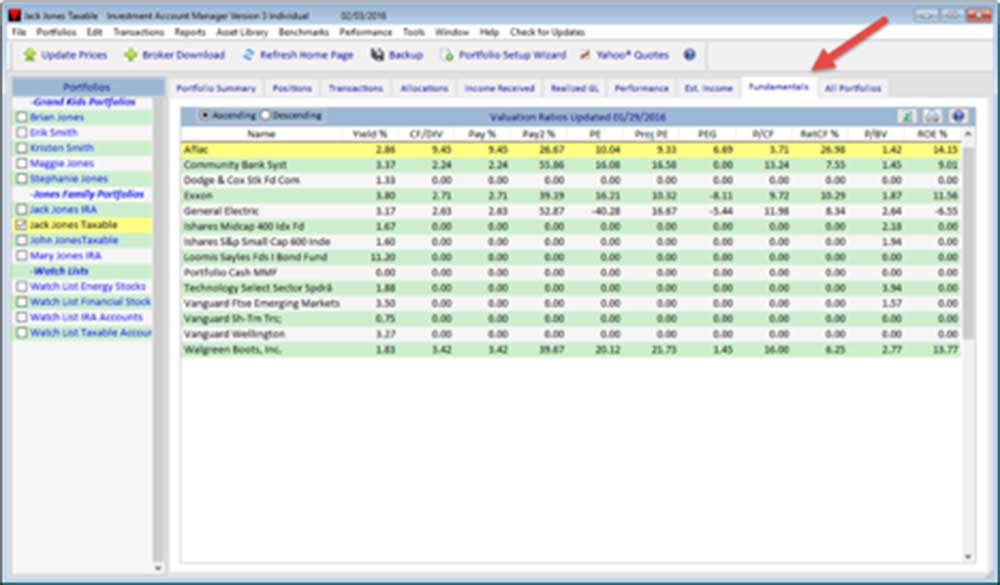 Jack Jones Taxable Investment Account Manager Version 3 Individual 02/03/2016
File Portfolios Edit Transactions Reports Asset Library Benchmarks Performance Tools Window Help Check for Updates
Update Prices Broker Download Refresh Home Page Backup Portfolio Setup Wizard Yahoo® Quotes
Portfolios
-Grand Kids Portfolios
Brian Jones
Erik Smith
Kristen Smith
Maggie Jones
Stephanie Jones
-Jones Family Portfolios
Jack Jones IRA
Jack Jones Taxable
John JonesTaxable
Mary Jones IRA
-Watch Lists
Watch List Energy Stocks
Watch List Financial Stock
Watch List IRA Accounts
Watch List Taxable Accour
Portfolio Summary Positions Transactions Allocations Income Received Realized GL Performance Est. Income Fundamentals All Portfolios
Ascending Descending Valuation Ratios Updated 01/29/2016
Name Yield % CF/DIV Pay % Pay2 % PE Proj PE PEG P/CF RetCF % P/BV ROE %
Aflac 2.86 9.45 9.45 26.67 10.04 9.33 6.69 3.71 26.98 1.42 14.15
Community Bank Syst 3.37 2.24 2.24 55.86 16.08 16.58 0.00 13.24 7.55 1.45 9.01
Dodge & Cox Stk Fd Com 1.33 0.00 0.00 0.00 0.00 0.00 0.00 0.00 0.00 0.00 0.00
Exxon 3.80 2.71 2.71 39.19 16.21 10.32 -8.11 9.72 10.29 1.87 11.56
General Electric 3.17 2.63 2.63 52.87 -40.28 16.67 -5.44 11.98 8.34 2.64 -6.55
Ishares Midcap 400 Idx Fd 1.67 0.00 0.00 0.00 0.00 0.00 0.00 0.00 0.00 2.18 0.00
Ishares S&p Small Cap 600 Inde 1.60 0.00 0.00 0.00 0.00 0.00 0.00 0.00 0.00 1.94 0.00
Loomis Sayles Fds I Bond Fund 11.20 0.00 0.00 0.00 0.00 0.00 0.00 0.00 0.00 0.00 0.00
Portfolio Cash MMF 0.00 0.00 0.00 0.00 0.00 0.00 0.00 0.00 0.00 0.00 0.00
Technology Select Sector Spdrâ 1.88 0.00 0.00 0.00 0.00 0.00 0.00 0.00 0.00 3.94 0.00
Vanguard Ftse Emerging Markets 3.50 0.00 0.00 0.00 0.00 0.00 0.00 0.00 0.00 1.57 0.00
Vanguard Sh-Tm Trs; 0.75 0.00 0.00 0.00 0.00 0.00 0.00 0.00 0.00 0.00 0.00
Vanguard Wellington 3.27 0.00 0.00 0.00 0.00 0.00 0.00 0.00 0.00 0.00 0.00
Walgreen Boots, Inc. 1.83 3.42 3.42 39.67 20.12 21.73 1.45 16.00 6.25 2.77 13.77